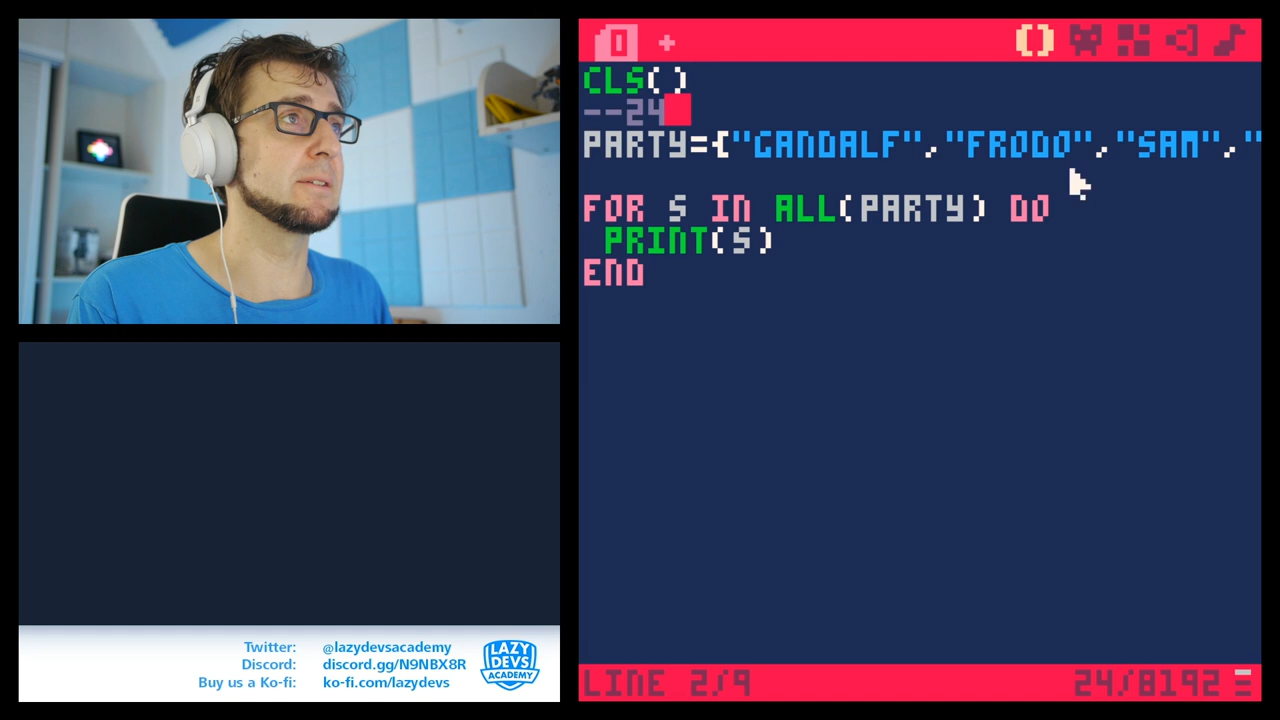 CLS()
--24
PARTY={"GANDALF","FRODO","SAM","
FOR S IN ALL(PARTY) DO
PRINT(S)
END
LINE 2/9
24/8192
Twitter: @lazydevsacademy
Discord: discord.gg/N9NBX8R
Buy us a Ko-fi: ko-fi.com/lazydevs
LAZY
DEVS
ACADEMY